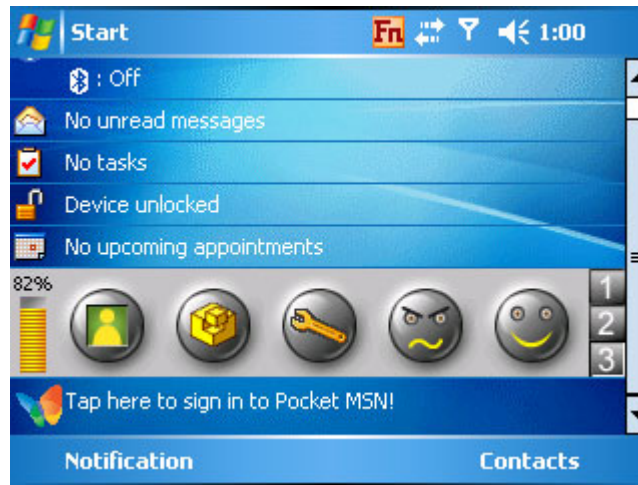 Start Fn 1:00
: Off
No unread messages
No tasks
Device unlocked
No upcoming appointments
82%
1
2
3
Tap here to sign in to Pocket MSN!
Notification Contacts